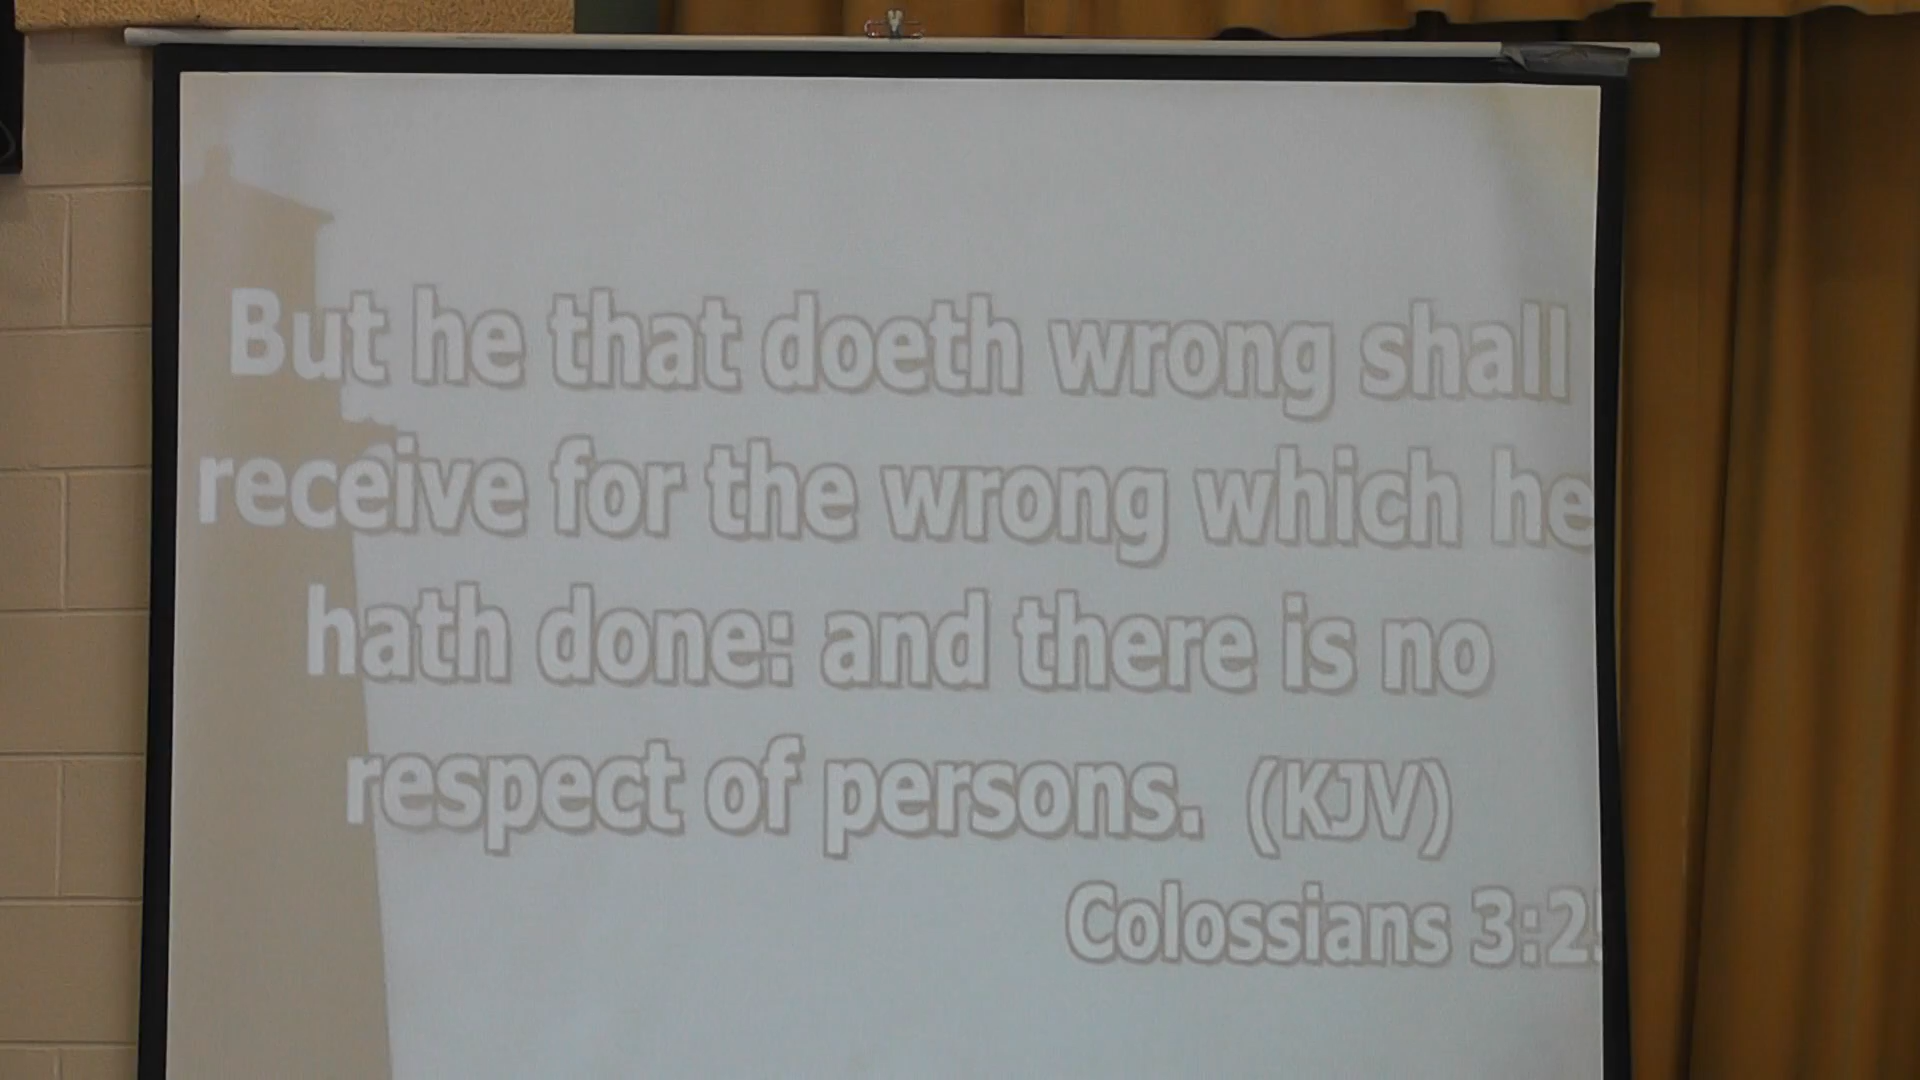 But he that doeth wrong shall
receive for the wrong which he
hath done: and there is no
respect of persons. (KJV)
Colossians 3:2